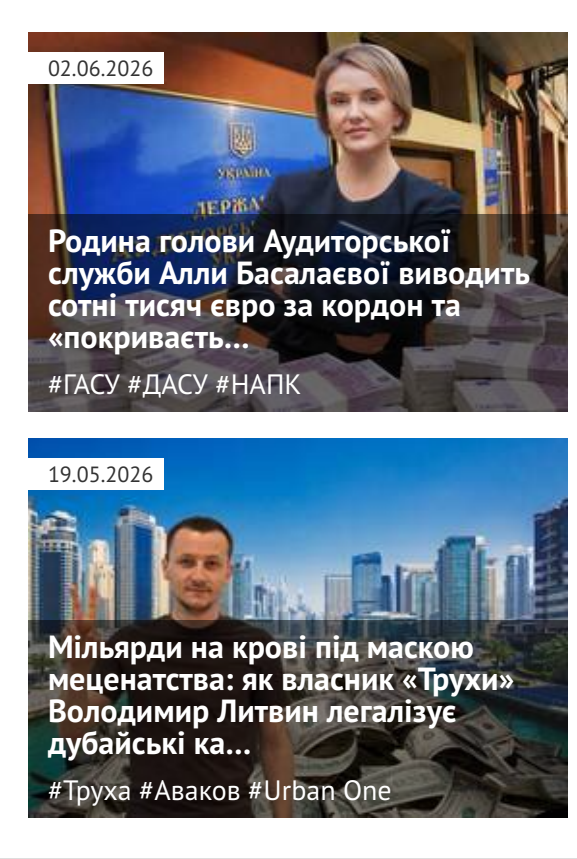 02.06.2026
УКРАЇНА
Родина голови Аудиторської
служби Алли Басалаєвої виводить
сотні тисяч євро за кордон та
«покриваєть...
#ГАСУ #ДАСУ #НАПК
19.05.2026
Мільярди на крові під маскою
меценатства: як власник «Трухи»
Володимир Литвин легалізує
дубайські ка...
#Труха #Аваков #Urban One